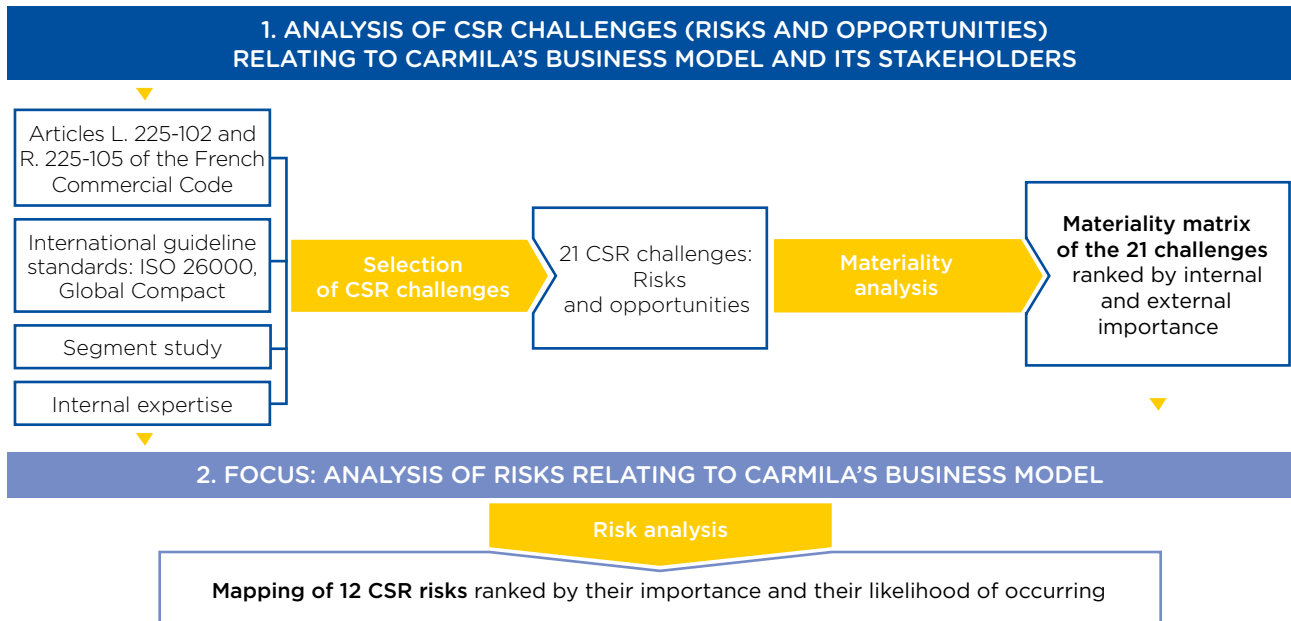 1. ANALYSIS OF CSR CHALLENGES (RISKS AND OPPORTUNITIES)
RELATING TO CARMILA'S BUSINESS MODEL AND ITS STAKEHOLDERS
Articles L. 225-102 and
R. 225-105 of the French
Commercial Code
International guideline
standards: ISO 26000,
Global Compact
Segment study
Internal expertise
Selection
of CSR challenges
21 CSR challenges:
Risks
and opportunities
Materiality
analysis
Materiality matrix
of the 21 challenges
ranked by internal
and external
importance
2. FOCUS: ANALYSIS OF RISKS RELATING TO CARMILA'S BUSINESS MODEL
Risk analysis
Mapping of 12 CSR risks ranked by their importance and their likelihood of occurring